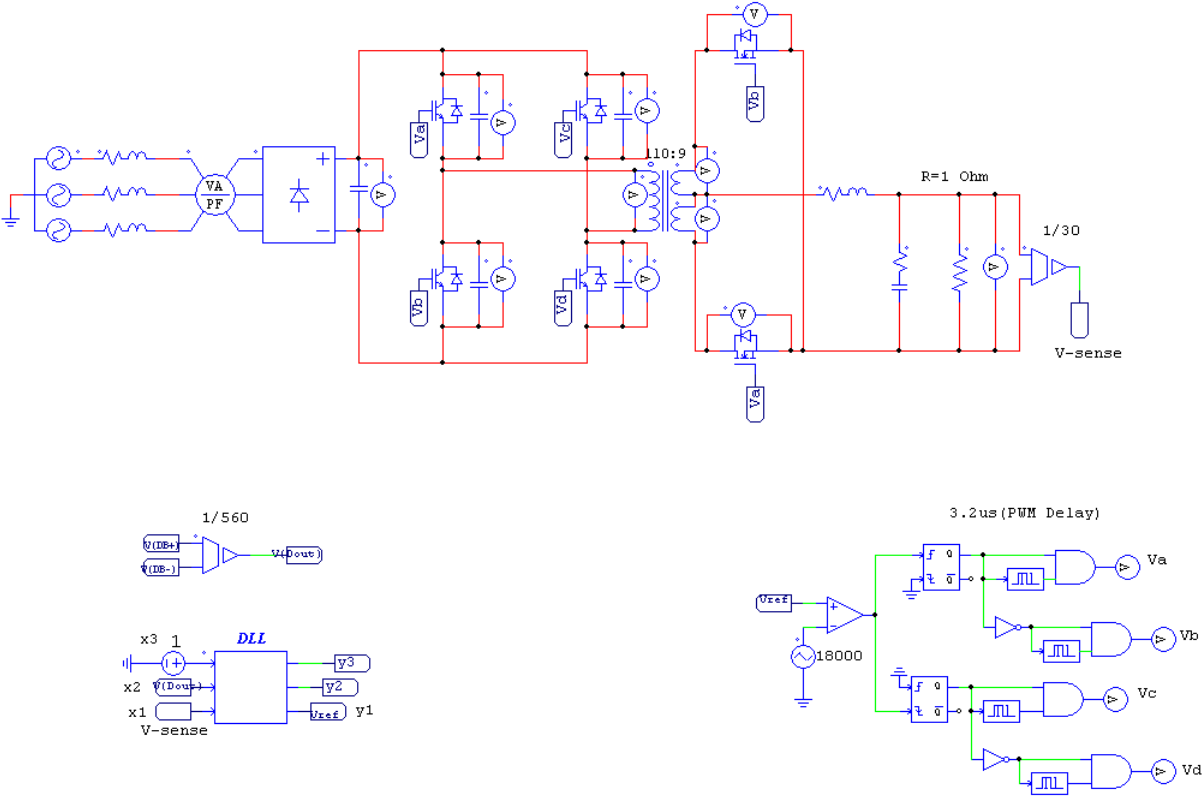 V
Vb
V
Va
V
Vc
V
110:9
V
VA
PF
+
−
V
V
V
R=1 Ohm
V
1/30
Vb
V
Vd
V
V
V-sense
Va
1/560
V(DB+)
V(DB-)
V(Dout)
3.2us(PWM Delay)
Q
Q
Va
V
Vref
+
−
18000
Vb
V
x3
1
DLL
y3
x2
V(Dout)
y2
x1
Vref
y1
V-sense
Q
Q
Vc
V
Vd
V